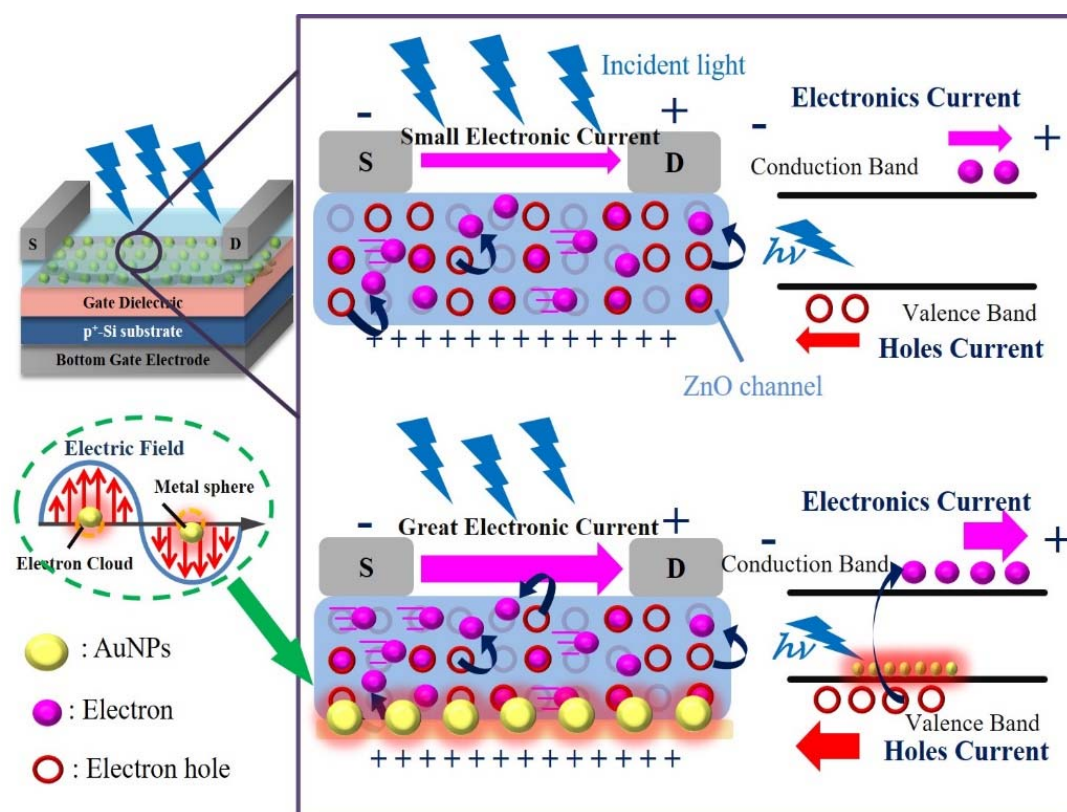 S
D
Gate Dielectric
p⁺-Si substrate
Bottom Gate Electrode
Electric Field
Metal sphere
Electron Cloud
: AuNPs
: Electron
: Electron hole
Incident light
- +
Small Electronic Current
S
D
+ + + + + + + + + + + + + +
ZnO channel
Electronics Current
- +
Conduction Band
hν
Valence Band
Holes Current
- +
Great Electronic Current
S
D
+ + + + + + + + + + + + + +
Electronics Current
- +
Conduction Band
hν
Valence Band
Holes Current